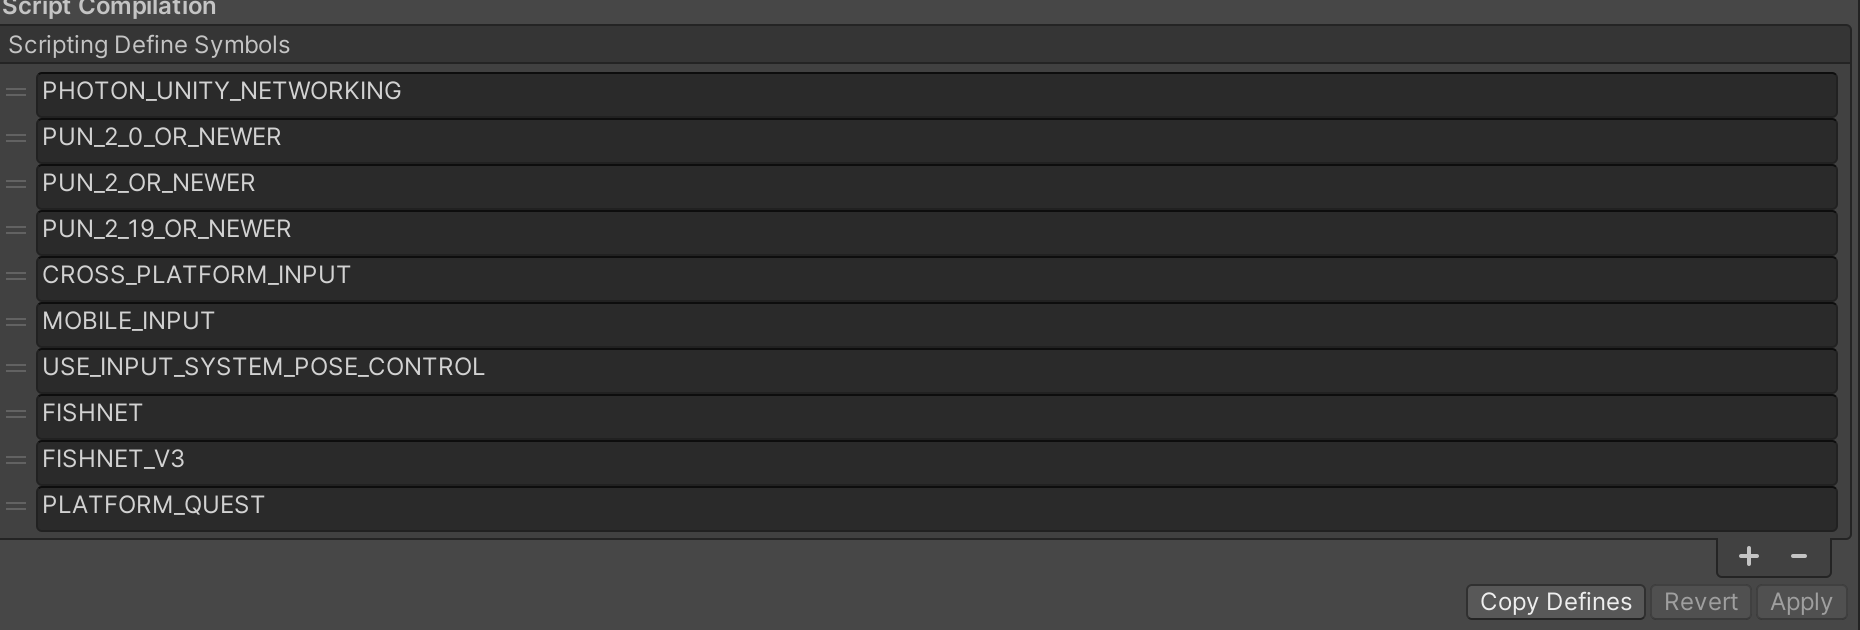 Script Compilation
Scripting Define Symbols
PHOTON_UNITY_NETWORKING
PUN_2_0_OR_NEWER
PUN_2_OR_NEWER
PUN_2_19_OR_NEWER
CROSS_PLATFORM_INPUT
MOBILE_INPUT
USE_INPUT_SYSTEM_POSE_CONTROL
FISHNET
FISHNET_V3
PLATFORM_QUEST
+ −
Copy Defines Revert Apply